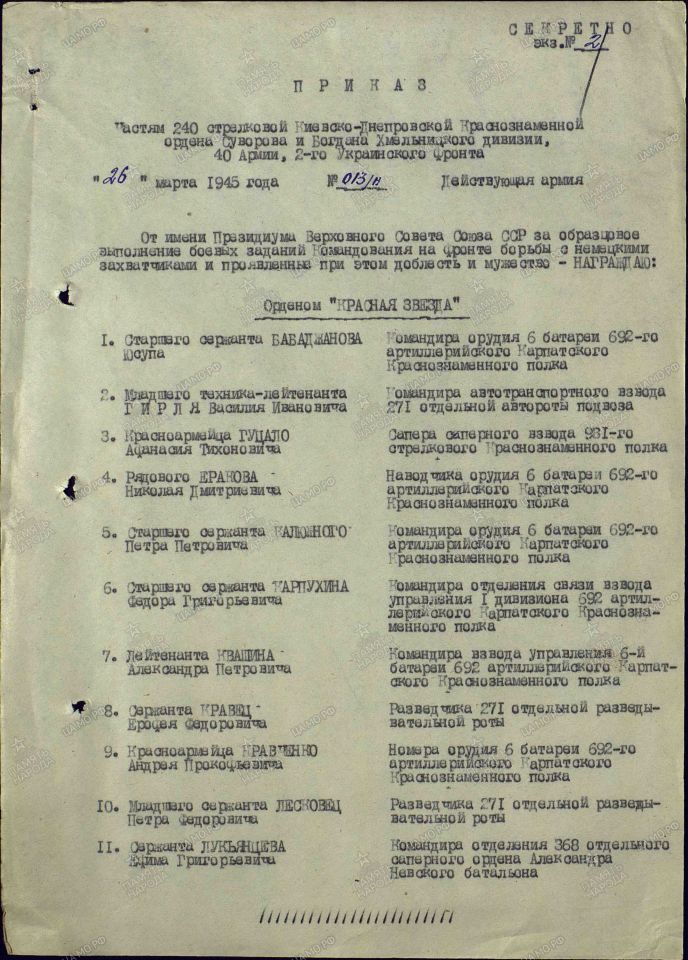 СЕКРЕТНО
экз.№ 2
ПРИКАЗ
Частям 240 стрелковой Киевско-Днепровской Краснознаменной
ордена Суворова и Богдана Хмельницкого дивизии,
40 Армии, 2-го Украинского Фронта
"26" марта 1945 года №013/н Действующая армия
От имени Президиума Верховного Совета Союза ССР за образцовое
выполнение боевых заданий Командования на фронте борьбы с немецкими
захватчиками и проявленные при этом доблесть и мужество - НАГРАЖДАЮ:
Орденом "КРАСНАЯ ЗВЕЗДА"
1. Старшего сержанта БАБАДЖАНОВА
Юсупа
Командира орудия 6 батареи 692-го
артиллерийского Карпатского
Краснознаменного полка
2. Младшего техника-лейтенанта
ГИРЛЯ Василия Ивановича
Командира автотранспортного взвода
271 отдельной автороты подвоза
3. Красноармейца ГУЦАЛО
Афанасия Тихоновича
Сапера саперного взвода 931-го
стрелкового Краснознаменного полка
4. Рядового ЕРАКОВА
Николая Дмитриевича
Наводчика орудия 6 батареи 692-го
артиллерийского Карпатского
Краснознаменного полка
5. Старшего сержанта КАЛЮЖНОГО
Петра Петровича
Командира орудия 6 батареи 692-го
артиллерийского Карпатского
Краснознаменного полка
6. Старшего сержанта КАРПУХИНА
Федора Григорьевича
Командира отделения связи взвода
управления I дивизиона 692 артил-
лерийского Карпатского Краснозна-
менного полка
7. Лейтенанта КВАШИНА
Александра Петровича
Командира взвода управления 6-й
батареи 692 артиллерийского Карпат-
ского Краснознаменного полка
8. Сержанта КРАВЕЦ
Ерофея Федоровича
Разведчика 271 отдельной разведы-
вательной роты
9. Красноармейца КРАВЧЕНКО
Андрея Прокофьевича
Номера орудия 6 батареи 692-го
артиллерийского Карпатского
Краснознаменного полка
10. Младшего сержанта ЛЕСКОВЕЦ
Петра Федоровича
Разведчика 271 отдельной разведы-
вательной роты
11. Сержанта ЛУКЬЯНЦЕВА
Ефима Григорьевича
Командира отделения 368 отдельного
саперного ордена Александра
Невского батальона